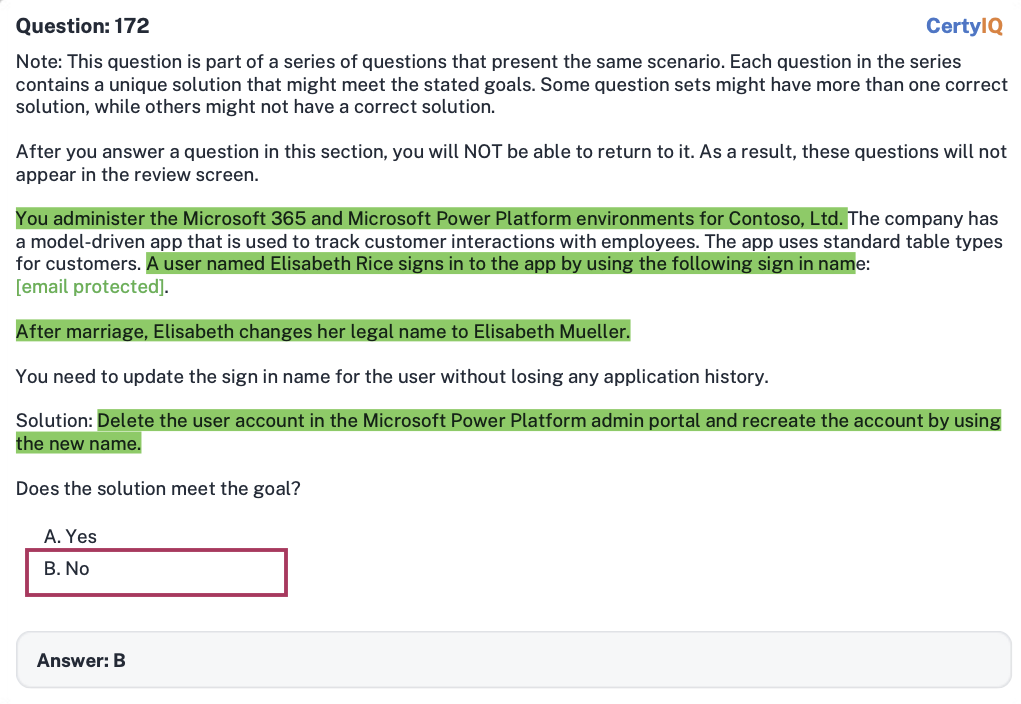 Question: 172
CertyIQ
Note: This question is part of a series of questions that present the same scenario. Each question in the series
contains a unique solution that might meet the stated goals. Some question sets might have more than one correct
solution, while others might not have a correct solution.
After you answer a question in this section, you will NOT be able to return to it. As a result, these questions will not
appear in the review screen.
You administer the Microsoft 365 and Microsoft Power Platform environments for Contoso, Ltd. The company has
a model-driven app that is used to track customer interactions with employees. The app uses standard table types
for customers. A user named Elisabeth Rice signs in to the app by using the following sign in name:
[email protected].
After marriage, Elisabeth changes her legal name to Elisabeth Mueller.
You need to update the sign in name for the user without losing any application history.
Solution: Delete the user account in the Microsoft Power Platform admin portal and recreate the account by using
the new name.
Does the solution meet the goal?
A. Yes
B. No
Answer: B